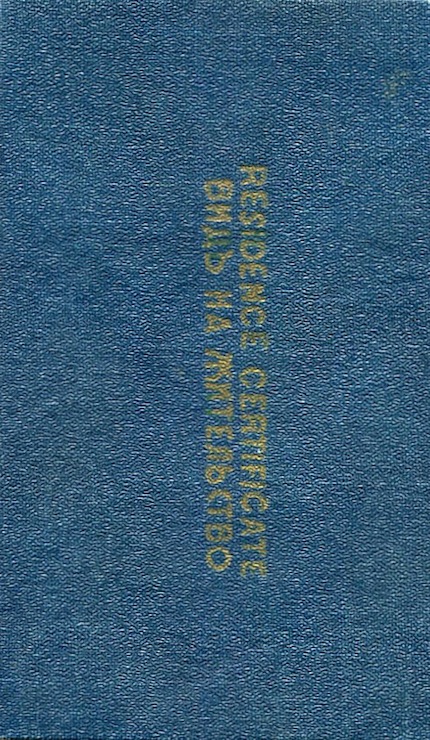 RESIDENCE CERTIFICATE
ВИДЪ НА ЖИТЕЛЬСТВО